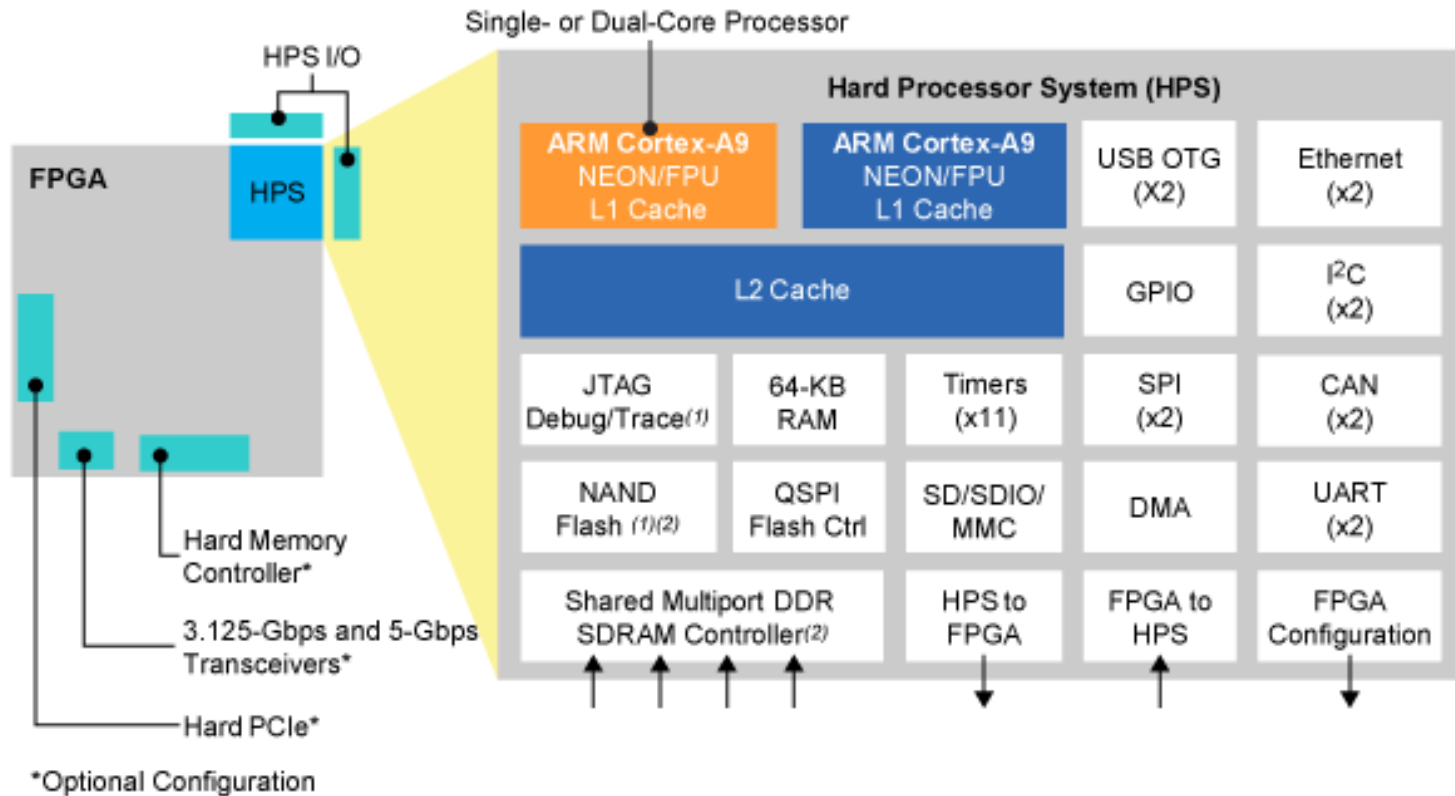 Single- or Dual-Core Processor
HPS I/O
FPGA
HPS
Hard Memory
Controller*
3.125-Gbps and 5-Gbps
Transceivers*
Hard PCIe*
*Optional Configuration
Hard Processor System (HPS)
ARM Cortex-A9
NEON/FPU
L1 Cache
ARM Cortex-A9
NEON/FPU
L1 Cache
USB OTG
(X2)
Ethernet
(x2)
L2 Cache
GPIO
I²C
(x2)
JTAG
Debug/Trace(1)
64-KB
RAM
Timers
(x11)
SPI
(x2)
CAN
(x2)
NAND
Flash (1)(2)
QSPI
Flash Ctrl
SD/SDIO/
MMC
DMA
UART
(x2)
Shared Multiport DDR
SDRAM Controller(2)
HPS to
FPGA
FPGA to
HPS
FPGA
Configuration